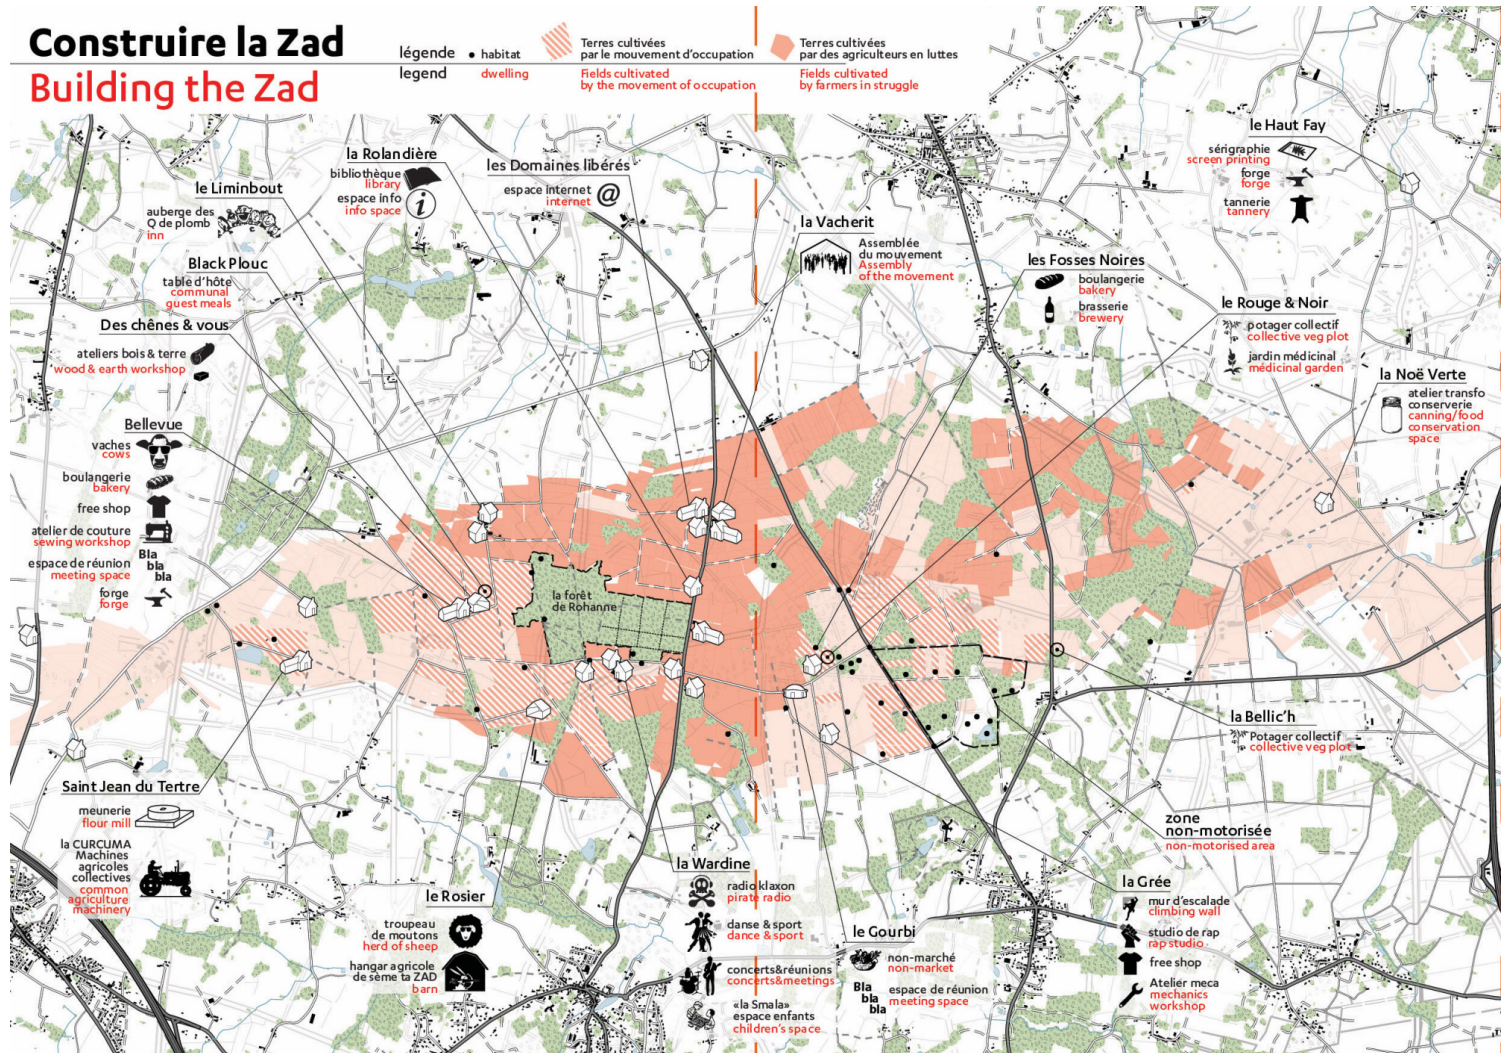 Construire la Zad
Building the Zad
légende
legend
habitat
dwelling
Terres cultivées
par le mouvement d'occupation
Fields cultivated
by the movement of occupation
Terres cultivées
par des agriculteurs en luttes
Fields cultivated
by farmers in struggle
la Rolandière
bibliothèque
library
espace info
info space
i
les Domaines libérés
espace internet
internet
@
le Liminbout
auberge des
Q de plomb
inn
Black Plouc
table d'hôte
communal
guest meals
Des chênes & vous
ateliers bois & terre
wood & earth workshop
Bellevue
vaches
cows
boulangerie
bakery
free shop
atelier de couture
sewing workshop
espace de réunion
meeting space
Bla
bla
bla
forge
forge
la Vacherit
Assemblée
du mouvement
Assembly
of the movement
les Fosses Noires
boulangerie
bakery
brasserie
brewery
le Haut Fay
sérigraphie
screen printing
forge
forge
tannerie
tannery
le Rouge & Noir
potager collectif
collective veg plot
jardin médicinal
médicinal garden
la Noë Verte
atelier transfo
conserverie
canning/food
conservation
space
la forêt
de Rohanne
Saint Jean du Tertre
meunerie
flour mill
la CURCUMA
Machines
agricoles
collectives
common
agriculture
machinery
le Rosier
troupeau
de moutons
herd of sheep
hangar agricole
de sème ta ZAD
barn
la Wardine
radio klaxon
pirate radio
danse & sport
dance & sport
concerts&réunions
concerts&meetings
«la Smala»
espace enfants
children's space
le Gourbi
non-marché
non-market
Bla
bla
bla
espace de réunion
meeting space
la Bellic'h
Potager collectif
collective veg plot
zone
non-motorisée
non-motorised area
la Grée
mur d'escalade
climbing wall
studio de rap
rap studio
free shop
Atelier meca
mechanics
workshop